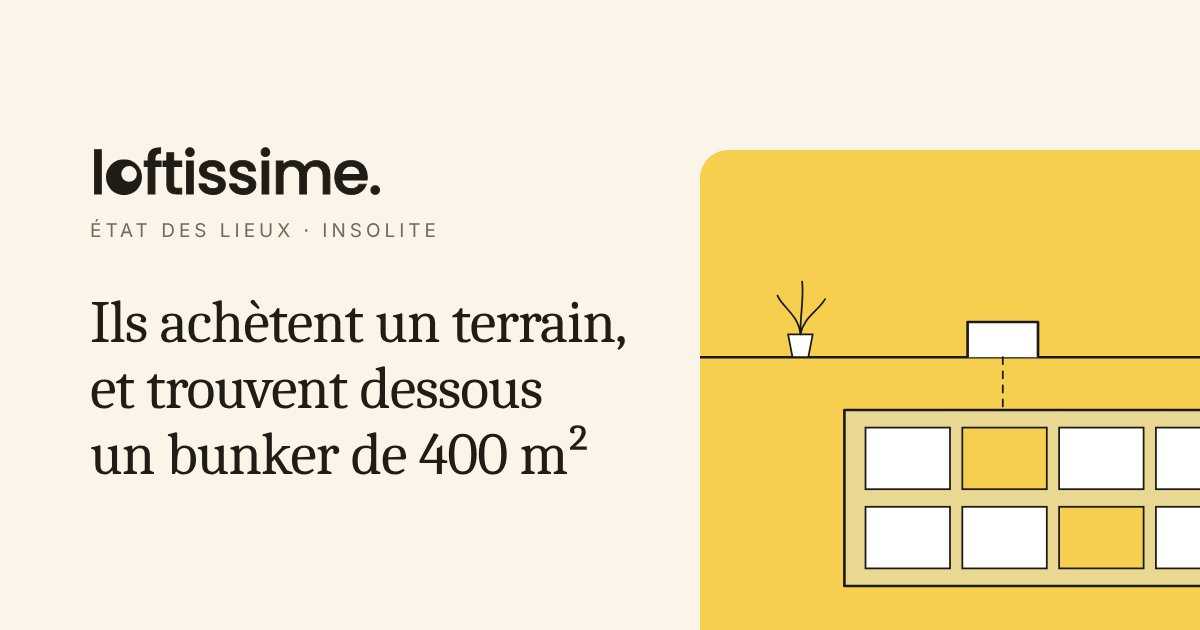 loftissime.
ÉTAT DES LIEUX · INSOLITE
Ils achètent un terrain,
et trouvent dessous
un bunker de 400 m²